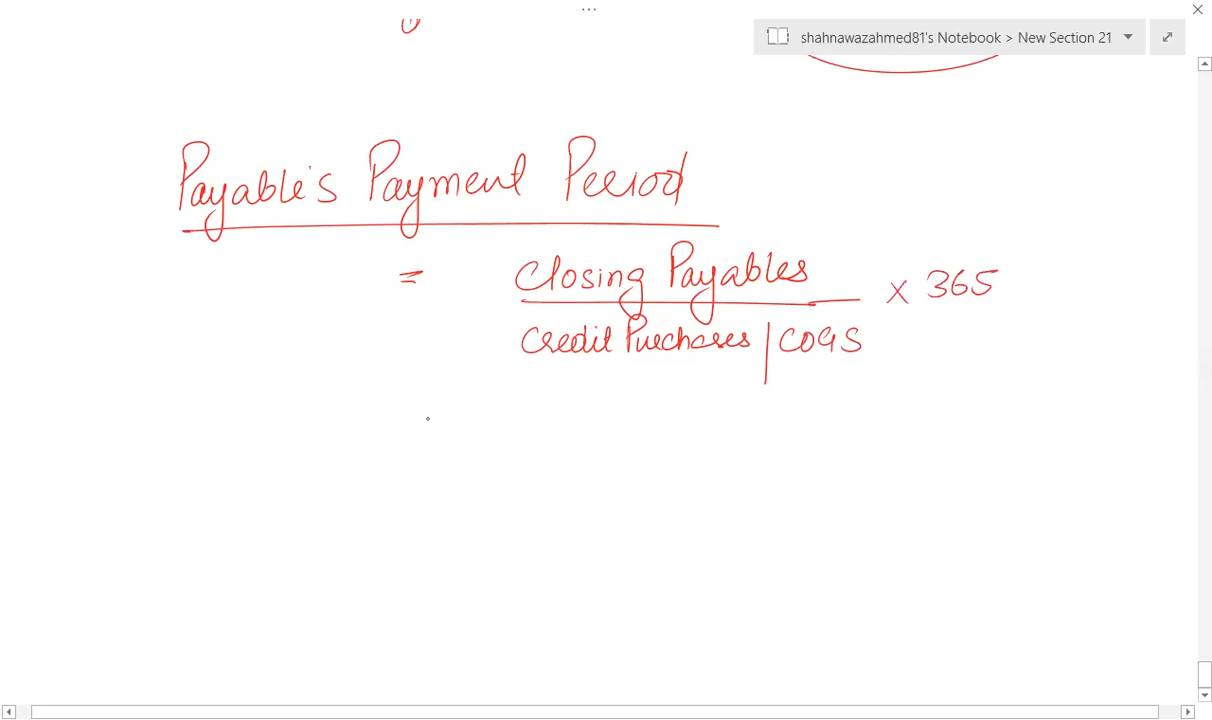 shahnawazahmed81's Notebook > New Section 21
Payable's Payment Period
= Closing Payables × 365
Credit Purchases | COGS